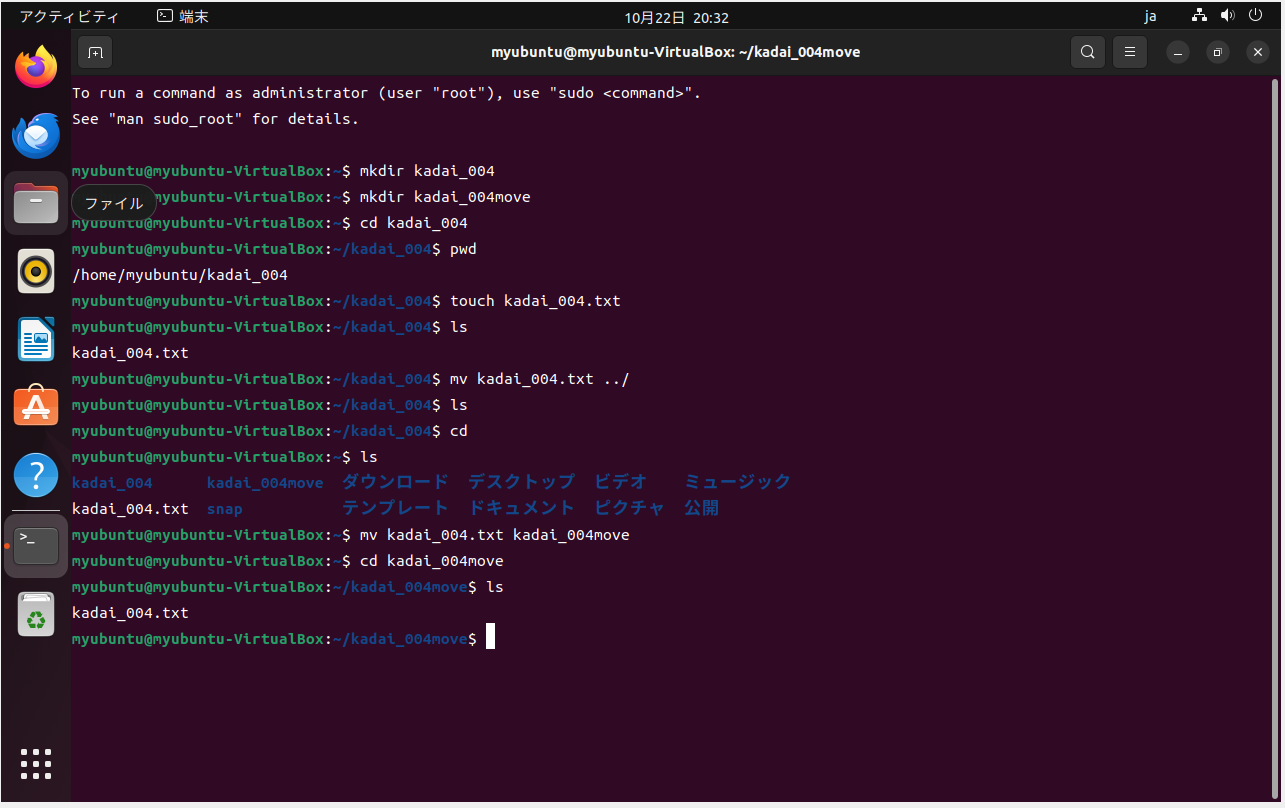 アクティビティ 端末 10月22日 20:32 ja
myubuntu@myubuntu-VirtualBox: ~/kadai_004move
To run a command as administrator (user "root"), use "sudo <command>".
See "man sudo_root" for details.
myubuntu@myubuntu-VirtualBox:~$ mkdir kadai_004
myubuntu@myubuntu-VirtualBox:~$ mkdir kadai_004move
ファイル
myubuntu@myubuntu-VirtualBox:~$ cd kadai_004
myubuntu@myubuntu-VirtualBox:~/kadai_004$ pwd
/home/myubuntu/kadai_004
myubuntu@myubuntu-VirtualBox:~/kadai_004$ touch kadai_004.txt
myubuntu@myubuntu-VirtualBox:~/kadai_004$ ls
kadai_004.txt
myubuntu@myubuntu-VirtualBox:~/kadai_004$ mv kadai_004.txt ../
myubuntu@myubuntu-VirtualBox:~/kadai_004$ ls
myubuntu@myubuntu-VirtualBox:~/kadai_004$ cd
myubuntu@myubuntu-VirtualBox:~$ ls
kadai_004 kadai_004move ダウンロード デスクトップ ビデオ ミュージック
kadai_004.txt snap テンプレート ドキュメント ピクチャ 公開
myubuntu@myubuntu-VirtualBox:~$ mv kadai_004.txt kadai_004move
myubuntu@myubuntu-VirtualBox:~$ cd kadai_004move
myubuntu@myubuntu-VirtualBox:~/kadai_004move$ ls
kadai_004.txt
myubuntu@myubuntu-VirtualBox:~/kadai_004move$